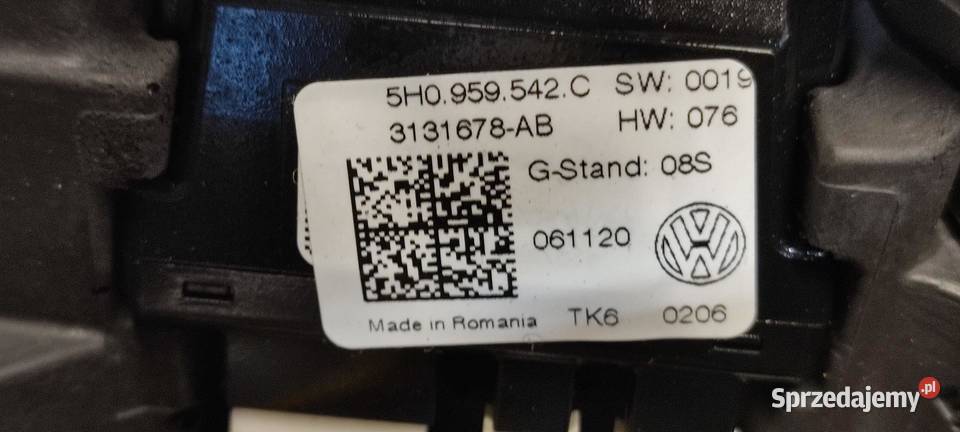 5H0.959.542.C SW: 0019
3131678-AB HW: 076
G-Stand: 08S
061120
Made in Romania TK6 0206
Sprzedajemy.pl